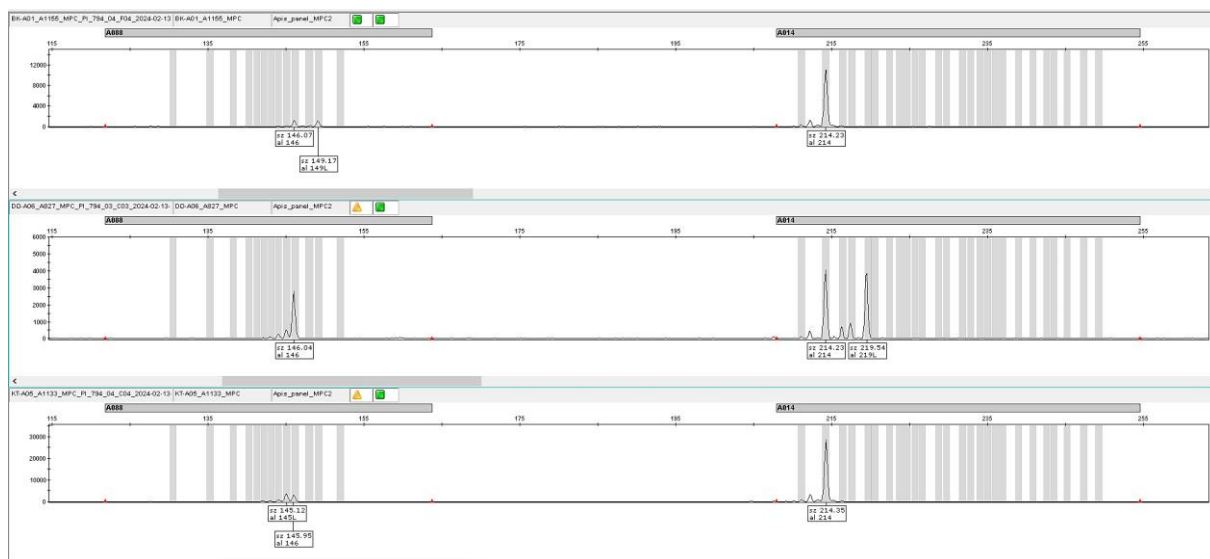 BK-A01_A1155_MPC_PI_794_04_F04_2024-02-13 BK-A01_A1155_MPC Apis_panel_MPC2
A088 A014
115 135 155 175 195 215 235 255
12000
8000
4000
0
sz 146.07 sz 214.23
al 146 al 214
sz 149.17
al 149L
<
DD-A06_A827_MPC_PI_794_03_C03_2024-02-13- DD-A06_A827_MPC Apis_panel_MPC2
A088 A014
115 135 155 175 195 215 235 255
6000
5000
4000
3000
2000
1000
0
sz 146.04 sz 214.23 sz 219.54
al 146 al 214 al 219L
<
KT-A05_A1133_MPC_PI_794_04_C04_2024-02-13 KT-A05_A1133_MPC Apis_panel_MPC2
A088 A014
115 135 155 175 195 215 235 255
30000
20000
10000
0
sz 145.12 sz 214.35
al 145L al 214
sz 145.95
al 146